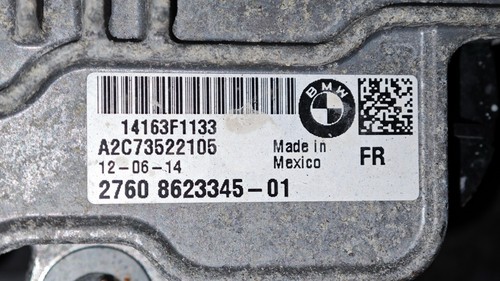 BMW
14163F1133
A2C73522105
12-06-14
Made in
Mexico
FR
2760 8623345-01